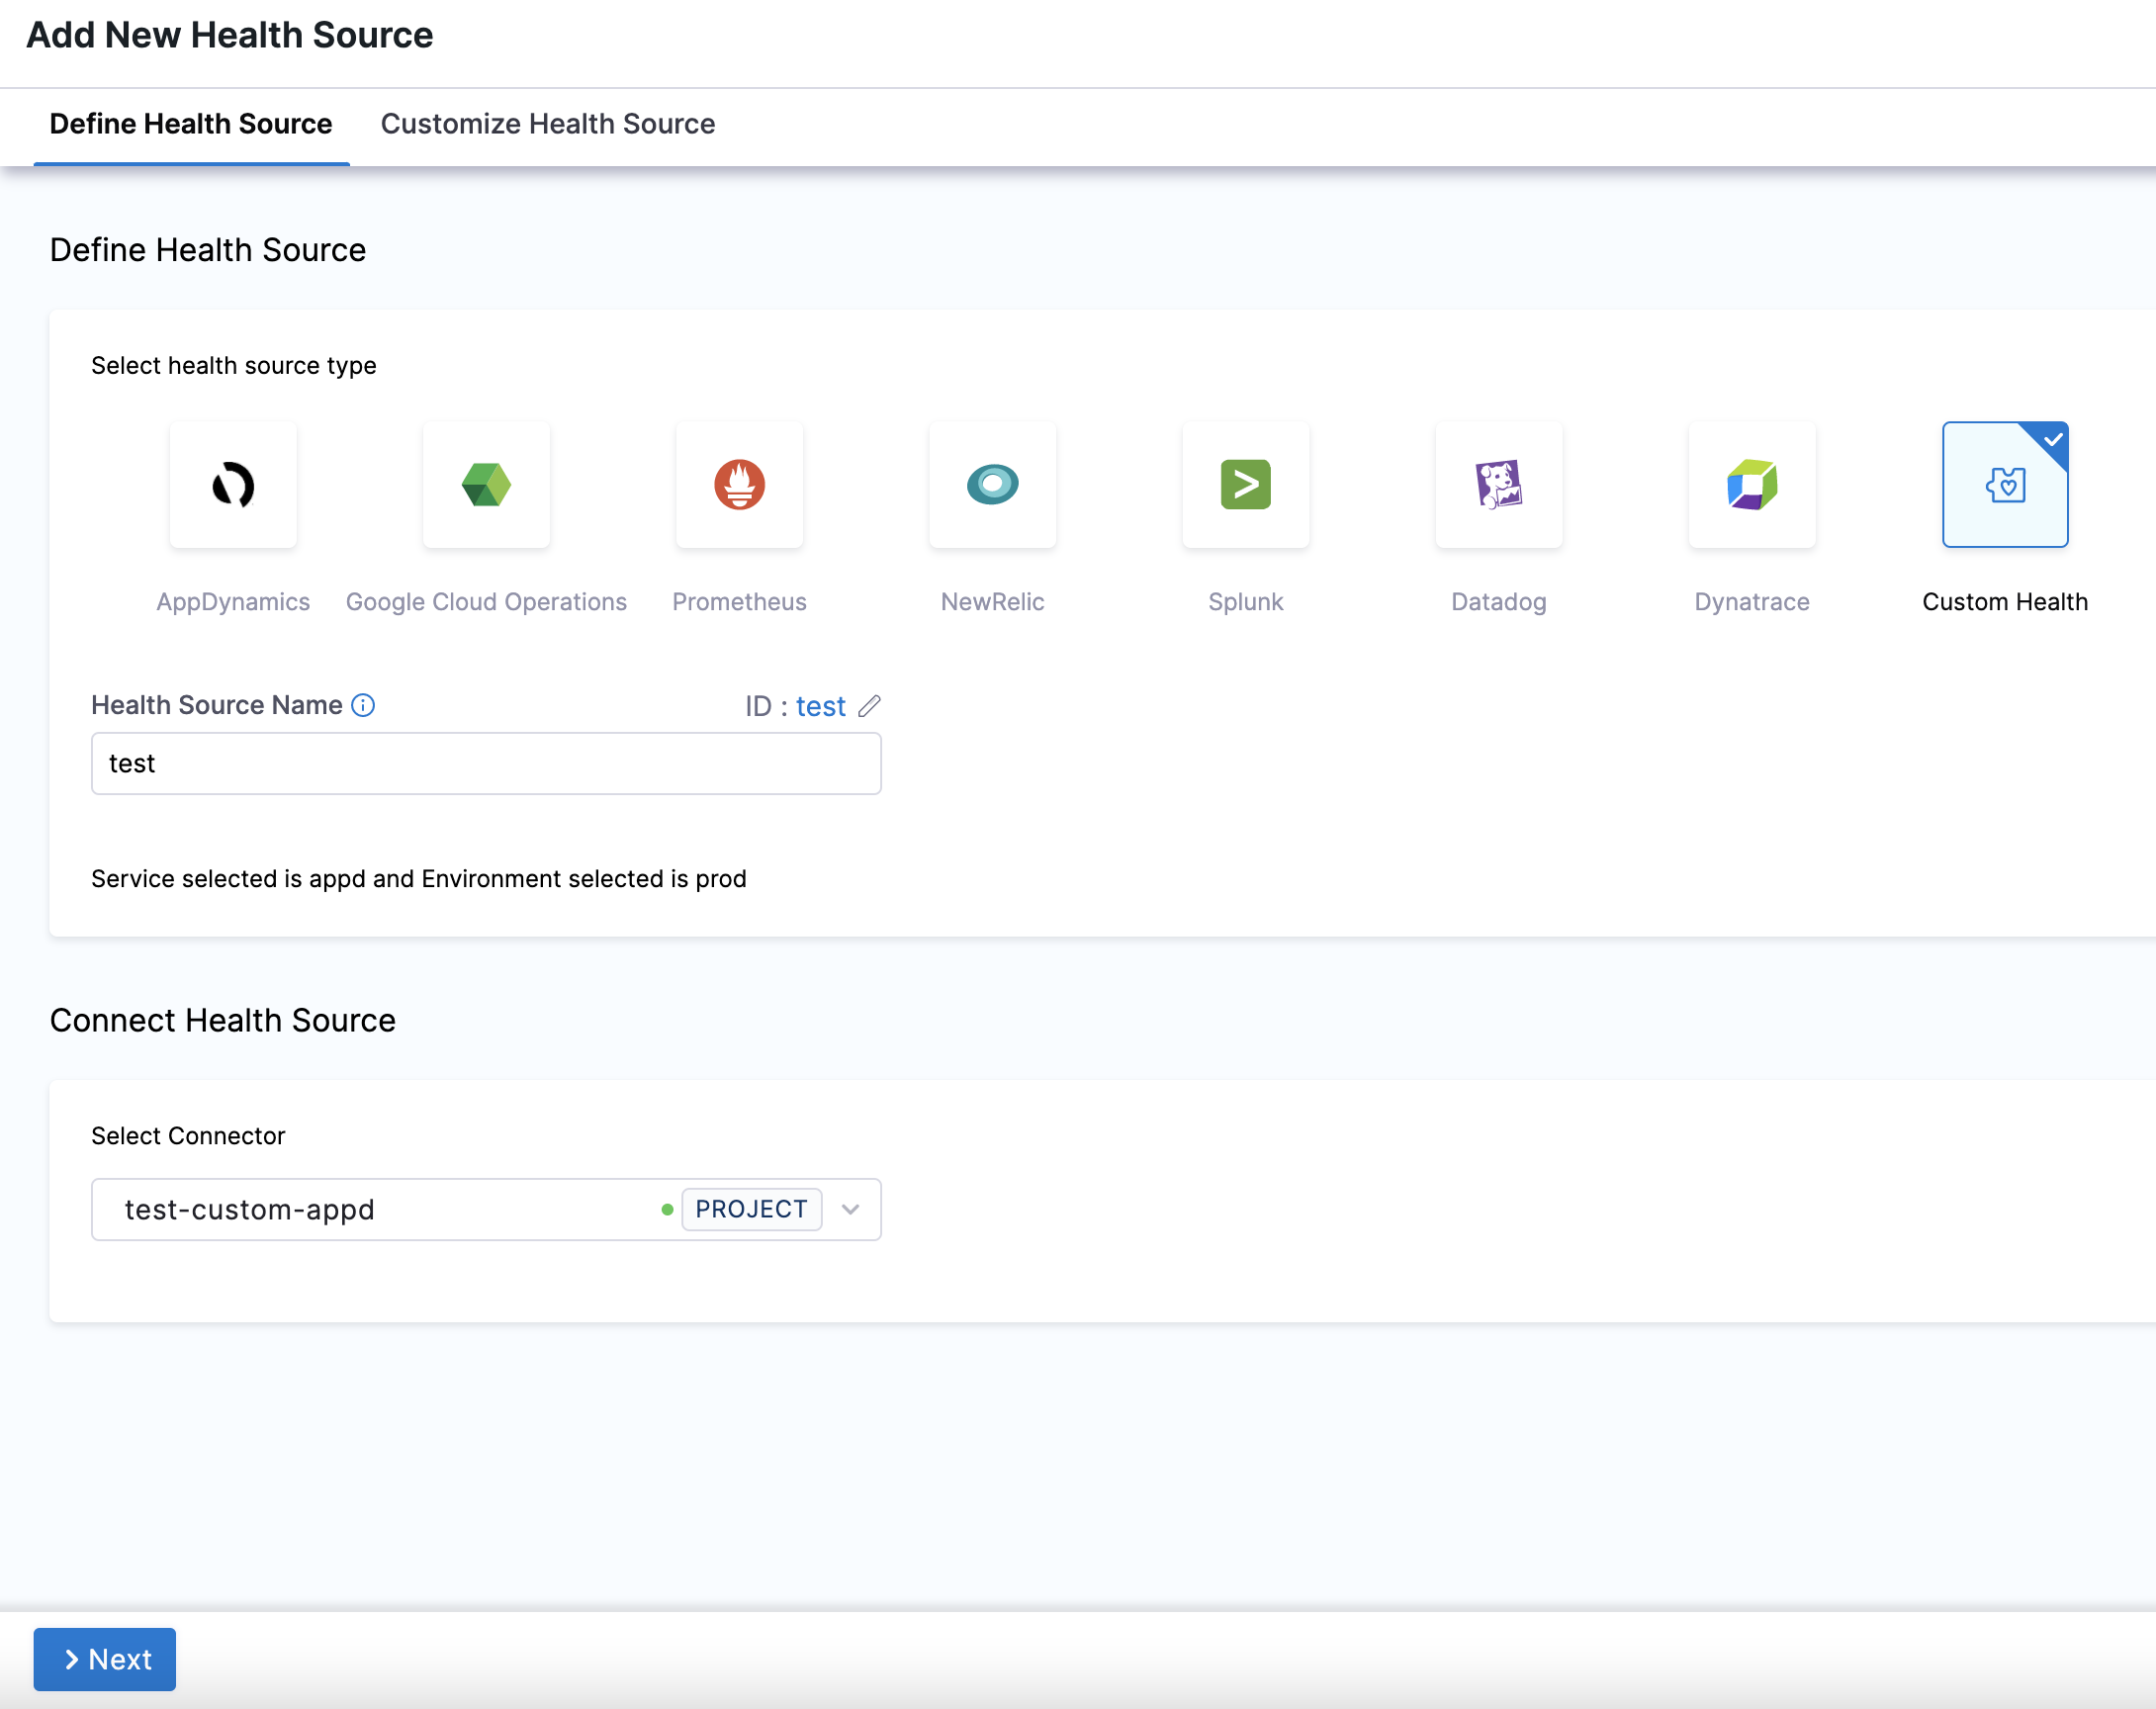 Add New Health Source
Define Health Source Customize Health Source
Define Health Source
Select health source type
AppDynamics Google Cloud Operations Prometheus NewRelic Splunk Datadog Dynatrace Custom Health
Health Source Name ID : test
test
Service selected is appd and Environment selected is prod
Connect Health Source
Select Connector
test-custom-appd PROJECT
Next